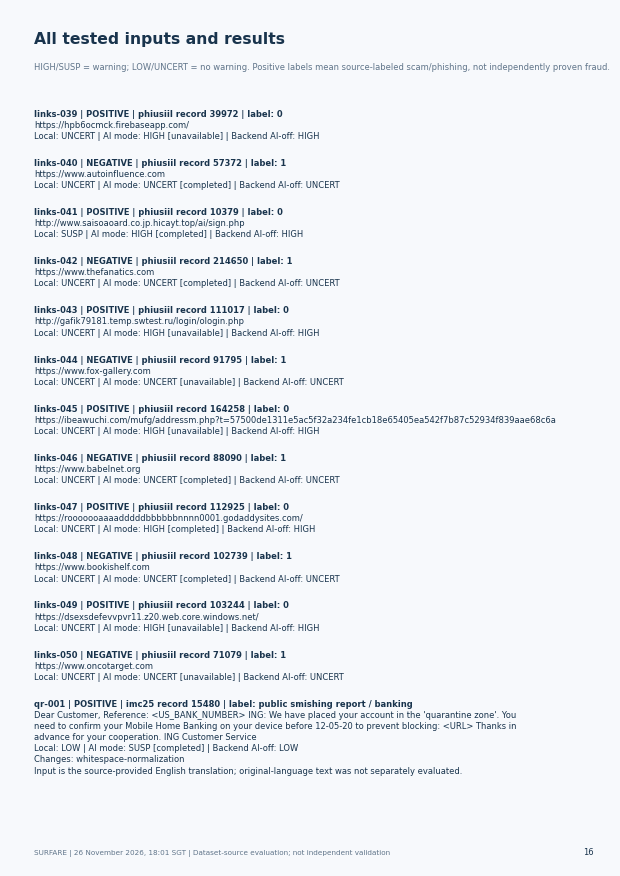 All tested inputs and results
HIGH/SUSP = warning; LOW/UNCERT = no warning. Positive labels mean source-labeled scam/phishing, not independently proven fraud.
links-039 | POSITIVE | phiusiil record 39972 | label: 0
https://hpb6ocmck.firebaseapp.com/
Local: UNCERT | AI mode: HIGH [unavailable] | Backend AI-off: HIGH
links-040 | NEGATIVE | phiusiil record 57372 | label: 1
https://www.autoinfluence.com
Local: UNCERT | AI mode: UNCERT [completed] | Backend AI-off: UNCERT
links-041 | POSITIVE | phiusiil record 10379 | label: 0
http://www.saisoaoard.co.jp.hicayt.top/ai/sign.php
Local: SUSP | AI mode: HIGH [completed] | Backend AI-off: HIGH
links-042 | NEGATIVE | phiusiil record 214650 | label: 1
https://www.thefanatics.com
Local: UNCERT | AI mode: UNCERT [completed] | Backend AI-off: UNCERT
links-043 | POSITIVE | phiusiil record 111017 | label: 0
http://gafik79181.temp.swtest.ru/login/ologin.php
Local: UNCERT | AI mode: HIGH [unavailable] | Backend AI-off: HIGH
links-044 | NEGATIVE | phiusiil record 91795 | label: 1
https://www.fox-gallery.com
Local: UNCERT | AI mode: UNCERT [unavailable] | Backend AI-off: UNCERT
links-045 | POSITIVE | phiusiil record 164258 | label: 0
https://ibeawuchi.com/mufg/addressm.php?t=57500de1311e5ac5f32a234fe1cb18e65405ea542f7b87c52934f839aae68c6a
Local: UNCERT | AI mode: HIGH [unavailable] | Backend AI-off: HIGH
links-046 | NEGATIVE | phiusiil record 88090 | label: 1
https://www.babelnet.org
Local: UNCERT | AI mode: UNCERT [completed] | Backend AI-off: UNCERT
links-047 | POSITIVE | phiusiil record 112925 | label: 0
https://rooooooaaaadddddbbbbbbnnnn0001.godaddysites.com/
Local: UNCERT | AI mode: HIGH [completed] | Backend AI-off: HIGH
links-048 | NEGATIVE | phiusiil record 102739 | label: 1
https://www.bookishelf.com
Local: UNCERT | AI mode: UNCERT [completed] | Backend AI-off: UNCERT
links-049 | POSITIVE | phiusiil record 103244 | label: 0
https://dsexsdefevvpvr11.z20.web.core.windows.net/
Local: UNCERT | AI mode: HIGH [unavailable] | Backend AI-off: HIGH
links-050 | NEGATIVE | phiusiil record 71079 | label: 1
https://www.oncotarget.com
Local: UNCERT | AI mode: UNCERT [unavailable] | Backend AI-off: UNCERT
qr-001 | POSITIVE | imc25 record 15480 | label: public smishing report / banking
Dear Customer, Reference: <US_BANK_NUMBER> ING: We have placed your account in the 'quarantine zone'. You
need to confirm your Mobile Home Banking on your device before 12-05-20 to prevent blocking: <URL> Thanks in
advance for your cooperation. ING Customer Service
Local: LOW | AI mode: SUSP [completed] | Backend AI-off: LOW
Changes: whitespace-normalization
Input is the source-provided English translation; original-language text was not separately evaluated.
SURFARE | 26 November 2026, 18:01 SGT | Dataset-source evaluation; not independent validation
16